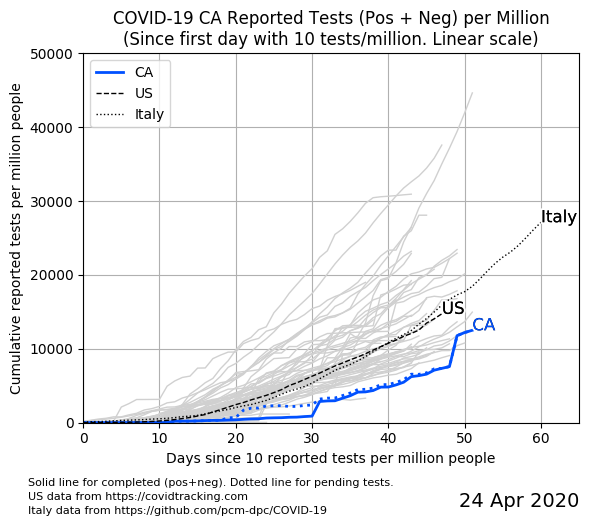 COVID-19 CA Reported Tests (Pos + Neg) per Million
(Since first day with 10 tests/million. Linear scale)
Cumulative reported tests per million people
50000
40000
30000
20000
10000
0
CA
US
Italy
Italy
US
CA
0 10 20 30 40 50 60
Days since 10 reported tests per million people
Solid line for completed (pos+neg). Dotted line for pending tests.
US data from https://covidtracking.com
Italy data from https://github.com/pcm-dpc/COVID-19
24 Apr 2020